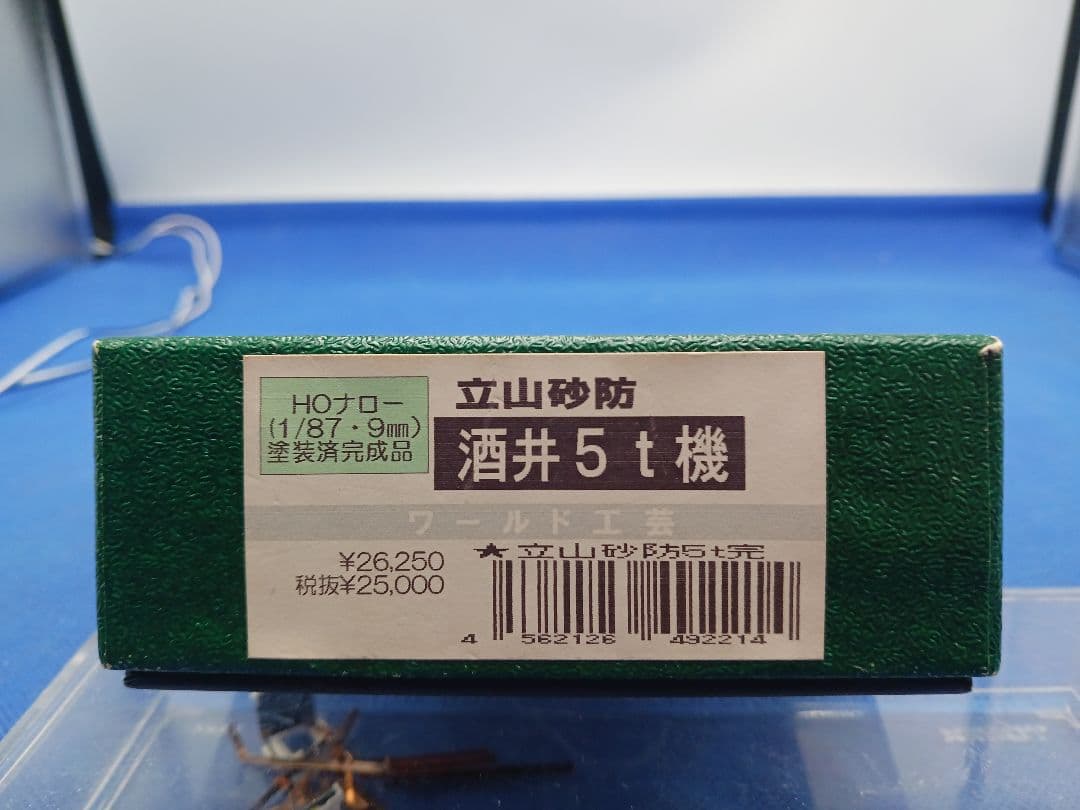 HOナロー
(1/87・9㎜)
塗装済完成品
立山砂防
酒井5t機
ワールド工芸
¥26,250
税抜¥25,000
★立山砂防5t完
4 562126 492214